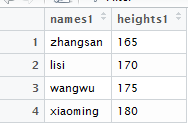 names1 heights1
1 zhangsan 165
2 lisi 170
3 wangwu 175
4 xiaoming 180